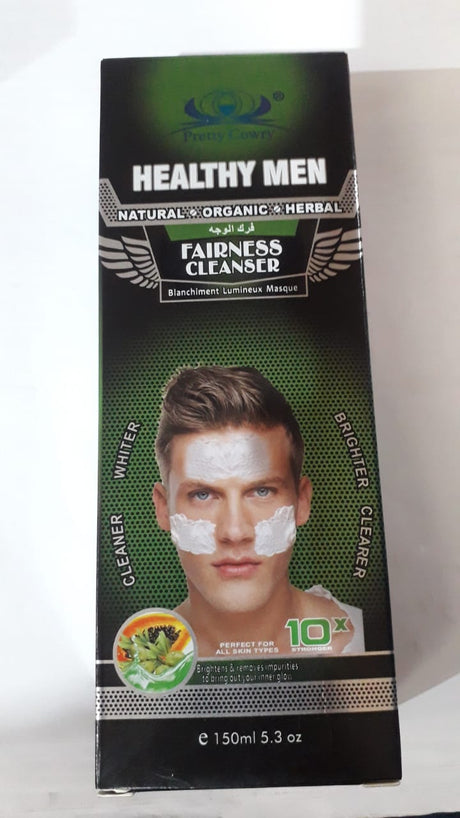 ®
Pretty Cowry
HEALTHY MEN
NATURAL ORGANIC HERBAL
فرك الوجه
FAIRNESS
CLEANSER
Blanchiment Lumineux Masque
CLEANER WHITER
BRIGHTER CLEARER
PERFECT FOR
ALL SKIN TYPES
10X
STRONGER
Brightens & removes impurities
to bring out your inner glow
e 150ml 5.3 oz